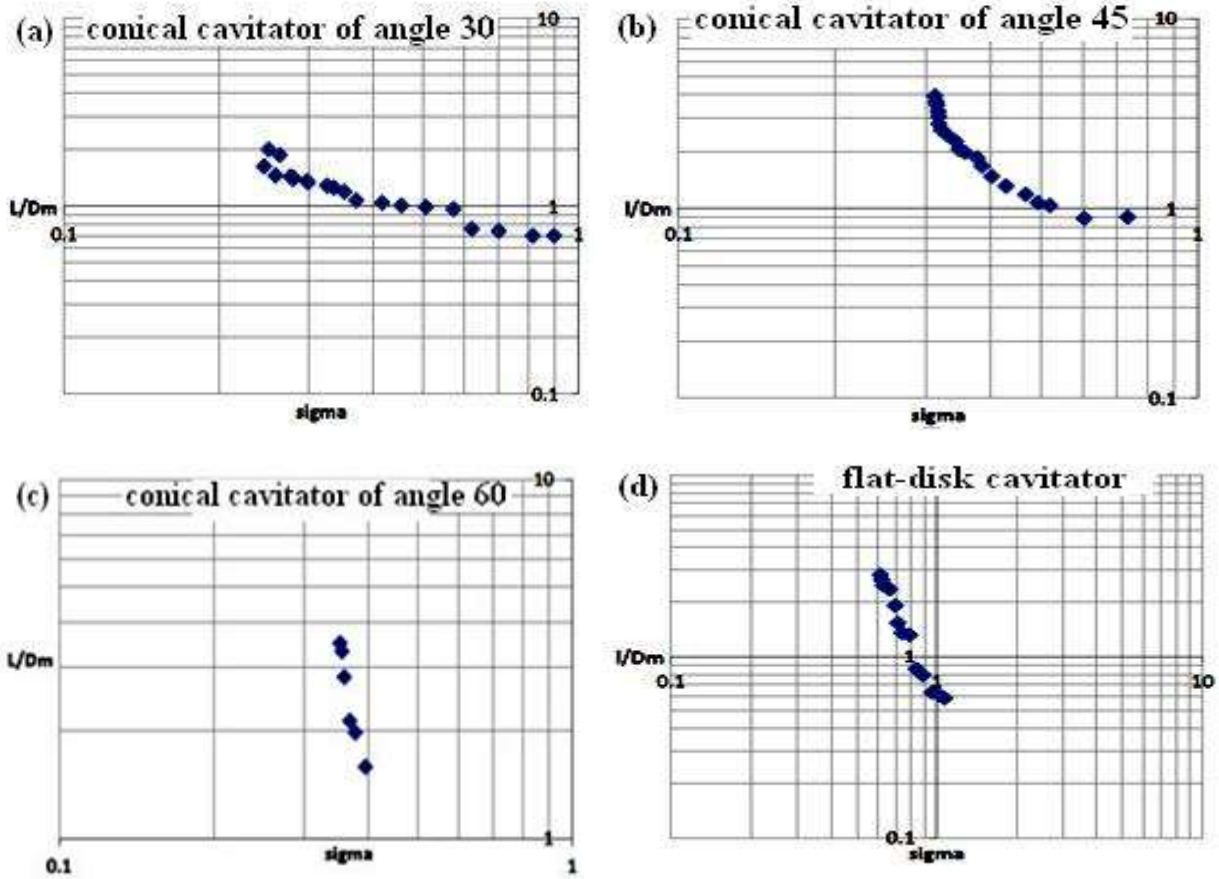 (a) conical cavitator of angle 30
10
L/Dm
1
0.1
1
0.1
sigma
(b) conical cavitator of angle 45
10
l/Dm
1
0.1
1
0.1
sigma
(c) conical cavitator of angle 60
10
L/Dm
1
0.1
sigma
1
(d) flat-disk cavitator
l/Dm
1
0.1
1
10
0.1
sigma